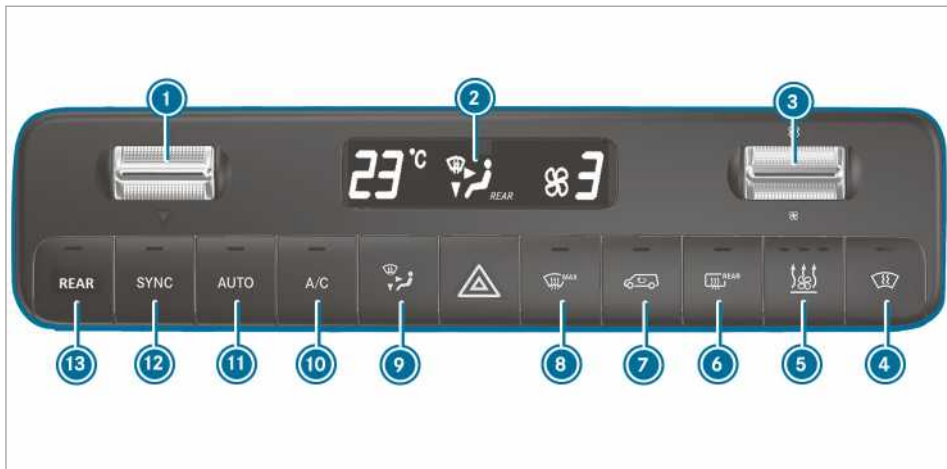 1 2 3
23 °C REAR 3
REAR SYNC AUTO A/C MAX REAR
13 12 11 10 9 8 7 6 5 4